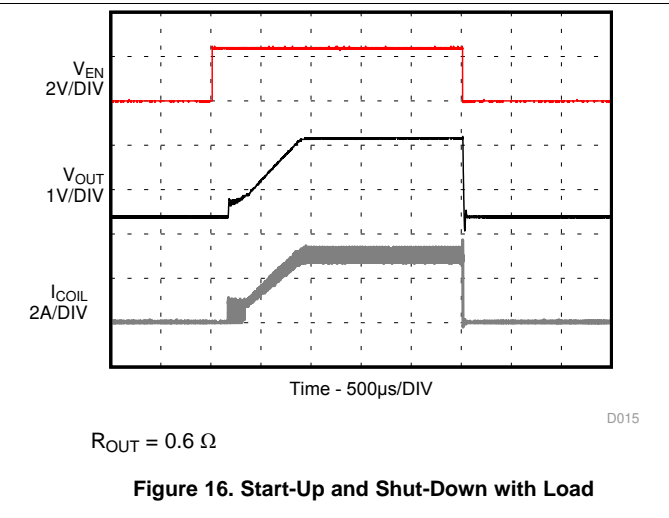 V_EN
2V/DIV
V_OUT
1V/DIV
I_COIL
2A/DIV
Time - 500µs/DIV
D015
R_OUT = 0.6 Ω
Figure 16. Start-Up and Shut-Down with Load